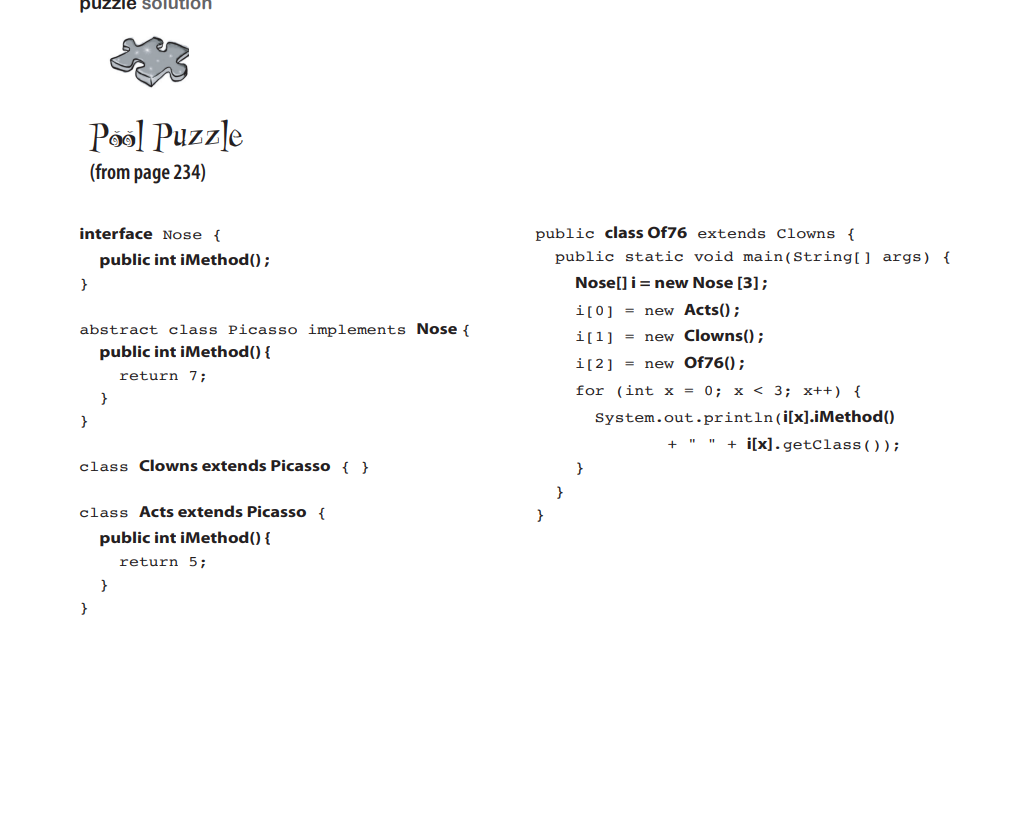 puzzle solution
Pool Puzzle
(from page 234)
interface Nose {
public int iMethod() ;
}
abstract class Picasso implements Nose {
public int iMethod() {
return 7;
}
}
class Clowns extends Picasso { }
class Acts extends Picasso {
public int iMethod() {
return 5;
}
}
public class Of76 extends Clowns {
public static void main(String[] args) {
Nose[] i = new Nose [3] ;
i[0] = new Acts() ;
i[1] = new Clowns() ;
i[2] = new Of76() ;
for (int x = 0; x < 3; x++) {
System.out.println(i[x].iMethod()
+ " " + i[x].getClass());
}
}
}